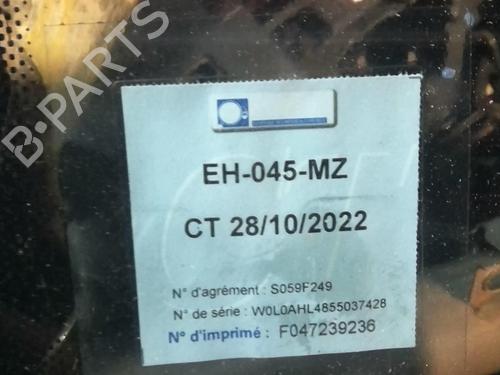 B-PARTS
EH-045-MZ
CT 28/10/2022
N° d'agrément : S059F249
N° de série : W0L0AHL4855037428
N° d'imprimé : F047239236